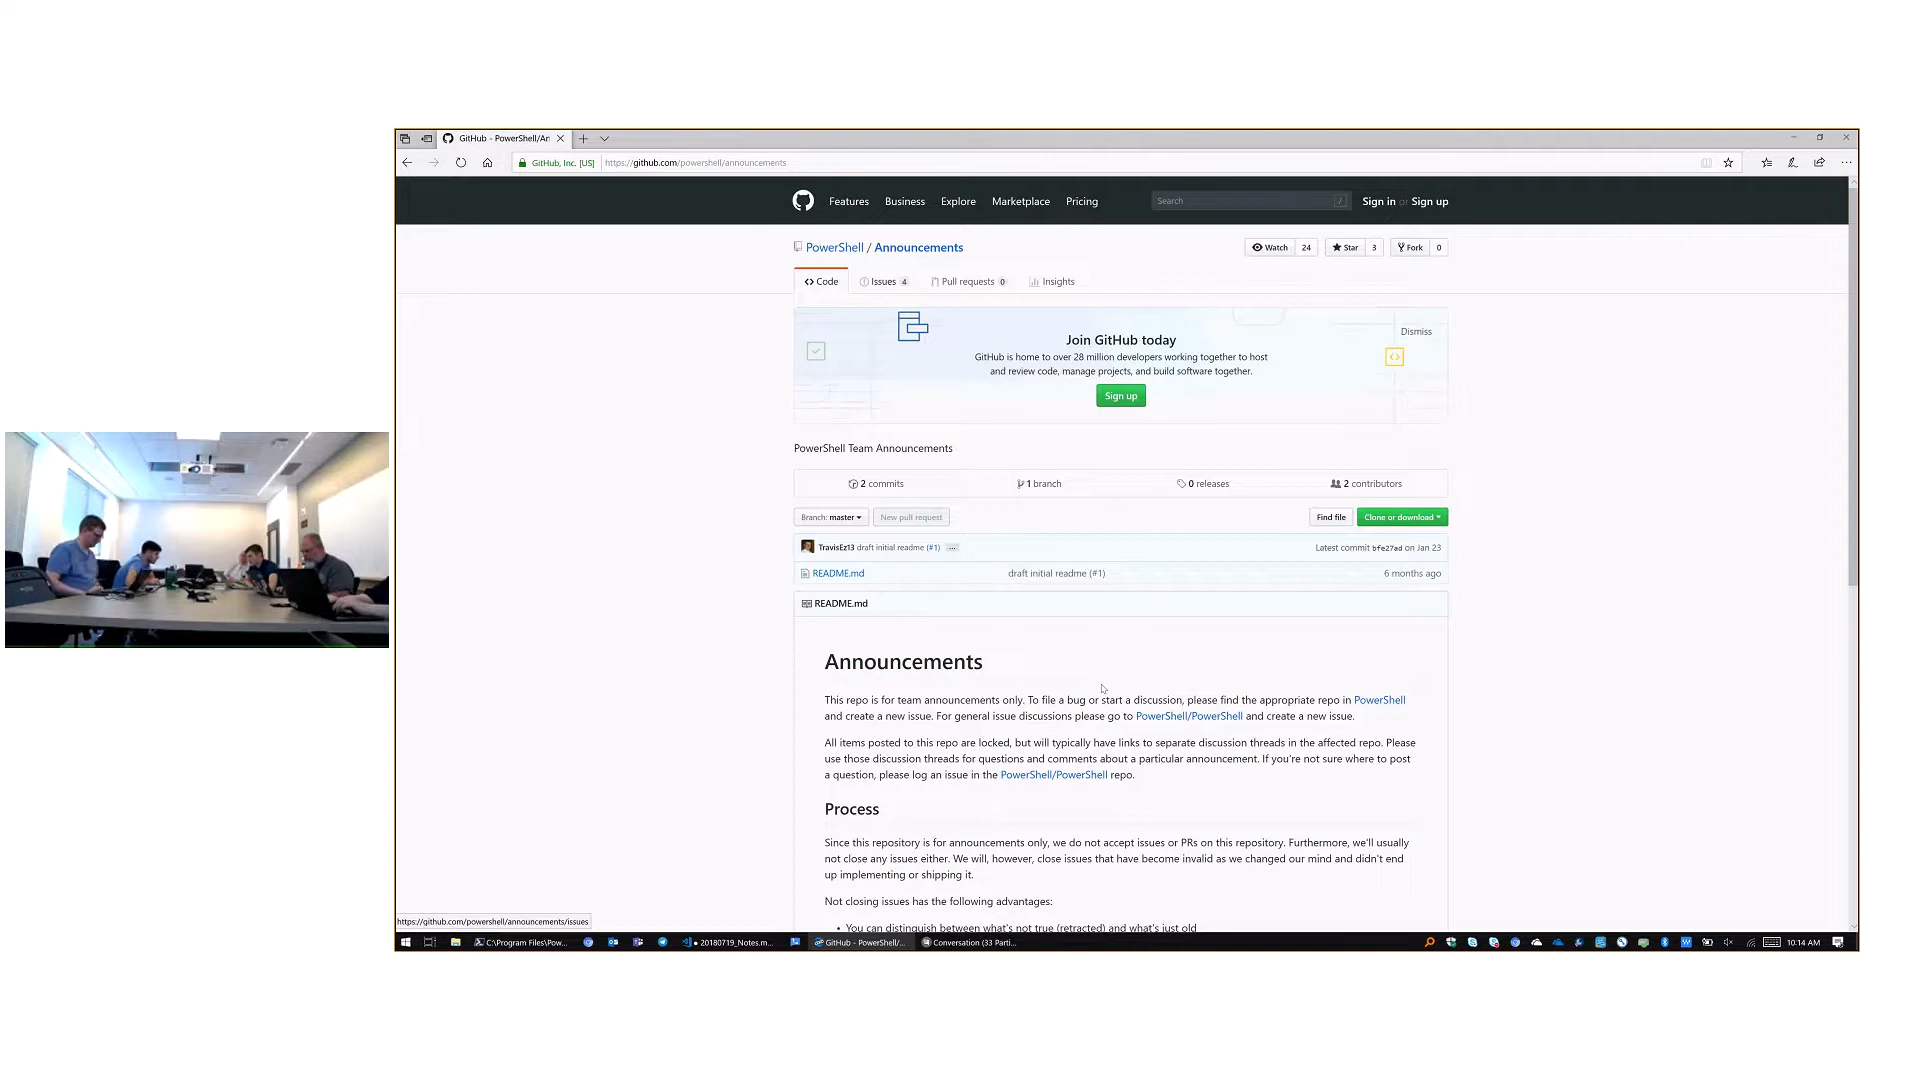 GitHub - PowerShell/An
GitHub, Inc. [US] https://github.com/powershell/announcements
Features Business Explore Marketplace Pricing Search / Sign in or Sign up
PowerShell / Announcements Watch 24 Star 3 Fork 0
Code Issues 4 Pull requests 0 Insights
Dismiss
Join GitHub today
GitHub is home to over 28 million developers working together to host
and review code, manage projects, and build software together.
Sign up
PowerShell Team Announcements
2 commits 1 branch 0 releases 2 contributors
Branch: master New pull request Find file Clone or download
TravisEz13 draft initial readme (#1) ... Latest commit bfe27ad on Jan 23
README.md draft initial readme (#1) 6 months ago
README.md
Announcements
This repo is for team announcements only. To file a bug or start a discussion, please find the appropriate repo in PowerShell
and create a new issue. For general issue discussions please go to PowerShell/PowerShell and create a new issue.
All items posted to this repo are locked, but will typically have links to separate discussion threads in the affected repo. Please
use those discussion threads for questions and comments about a particular announcement. If you're not sure where to post
a question, please log an issue in the PowerShell/PowerShell repo.
Process
Since this repository is for announcements only, we do not accept issues or PRs on this repository. Furthermore, we'll usually
not close any issues either. We will, however, close issues that have become invalid as we changed our mind and didn't end
up implementing or shipping it.
Not closing issues has the following advantages:
• You can distinguish between what's not true (retracted) and what's just old
https://github.com/powershell/announcements/issues
C:\Program Files\Pow... ● 20180719_Notes.m... GitHub - PowerShell/... Conversation (33 Parti... 10:14 AM